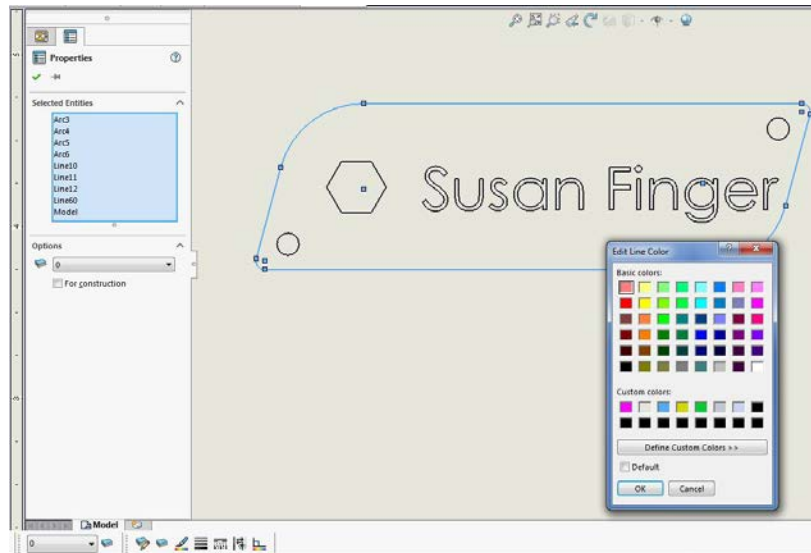 Properties
Selected Entities
Arc3
Arc4
Arc5
Arc6
Line10
Line11
Line12
Line60
Model
Options
0
For construction
Susan Finger
Edit Line Color
Basic colors:
Custom colors:
Define Custom Colors >>
Default
OK Cancel
Model
0